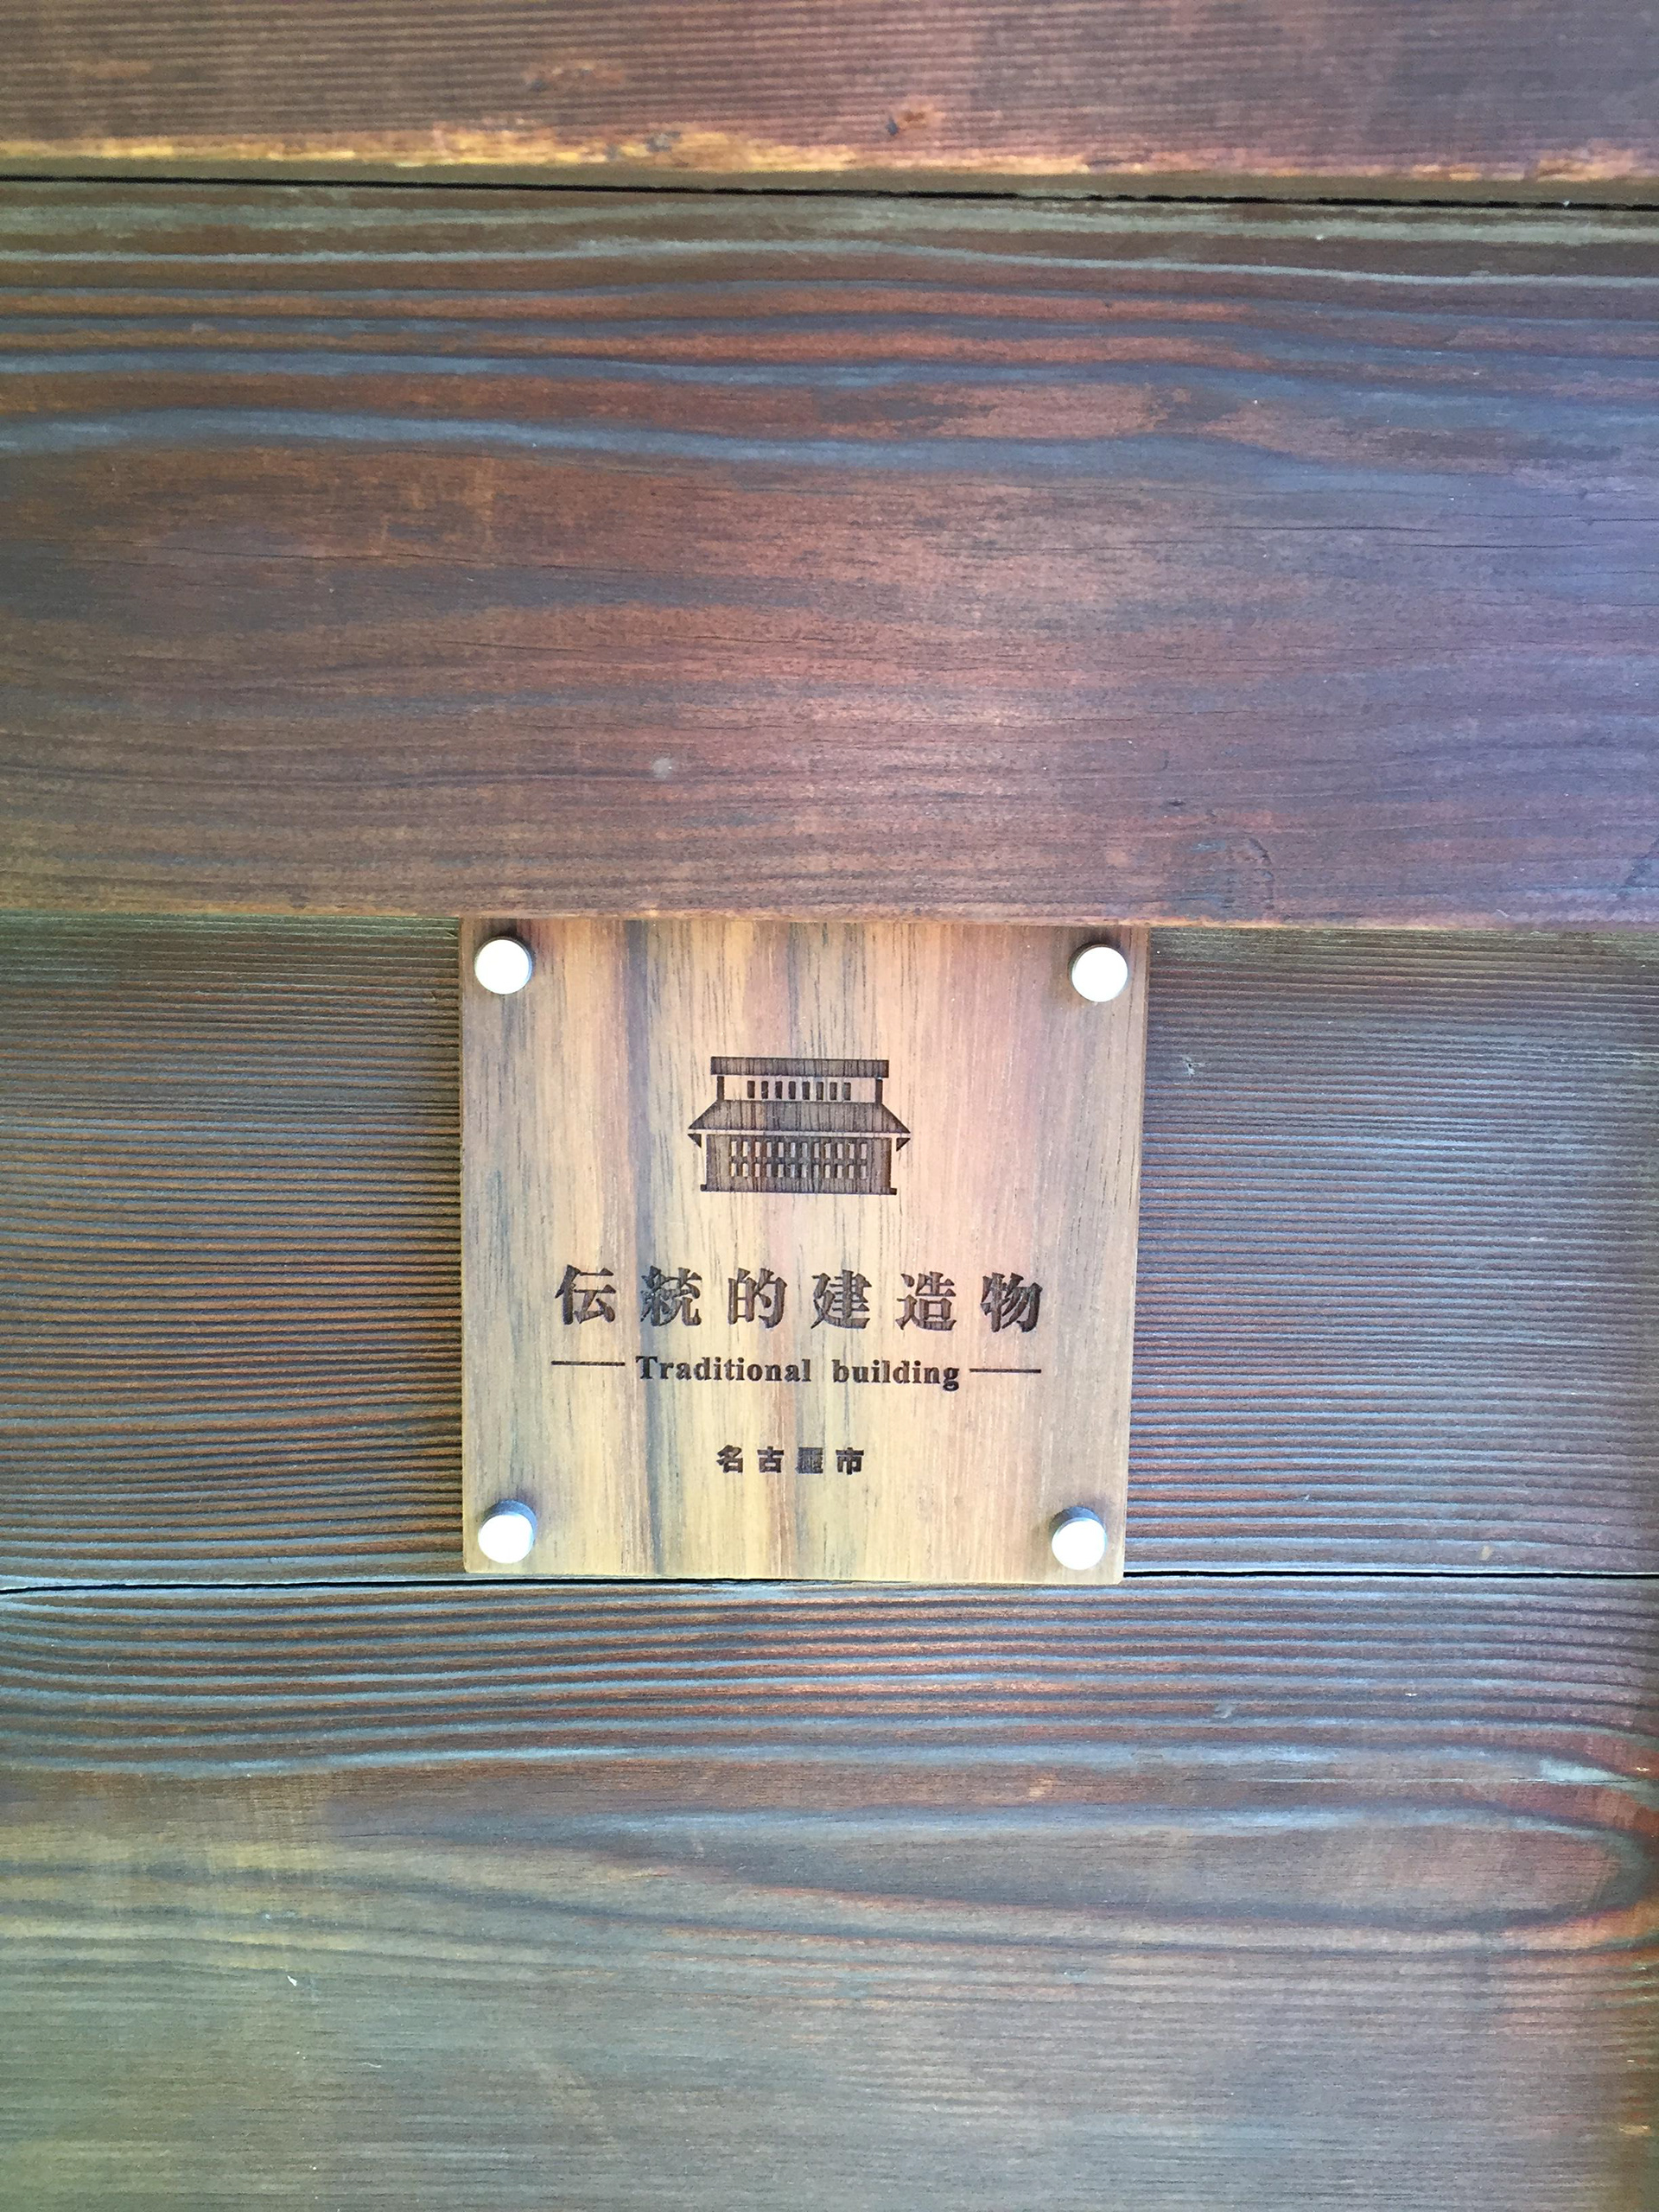 伝統的建造物
Traditional building
名古屋市